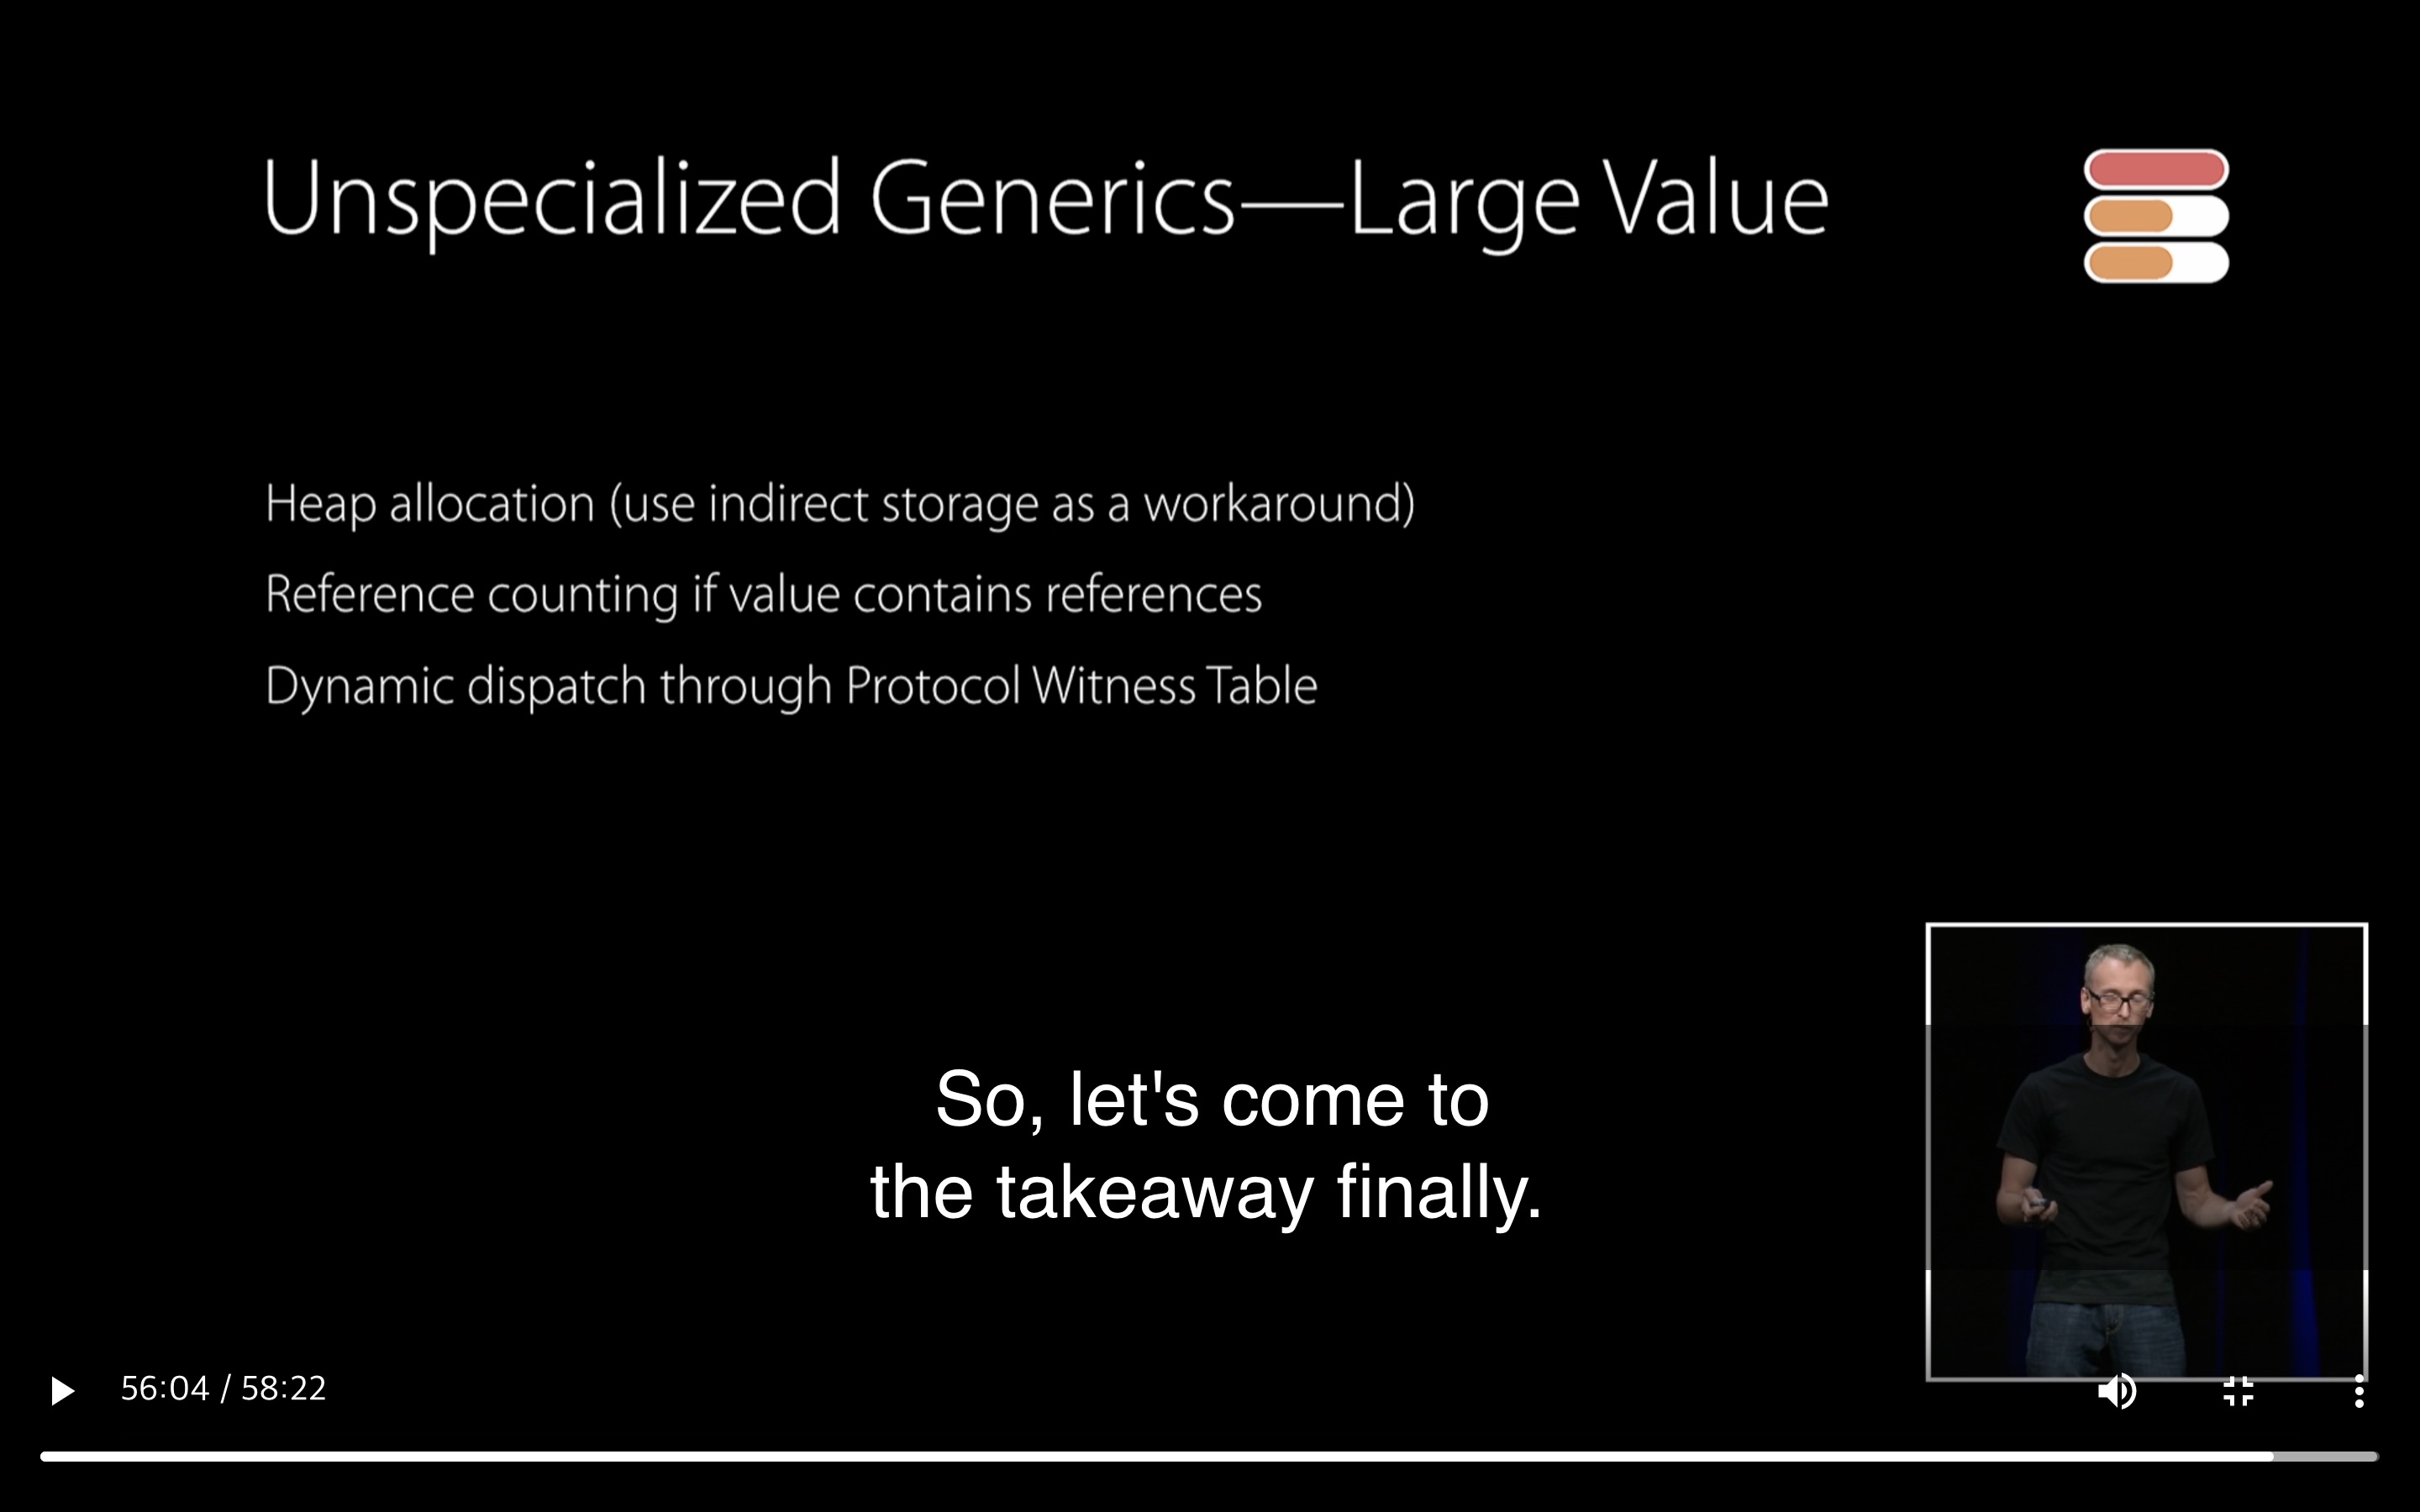 Unspecialized Generics—Large Value
Heap allocation (use indirect storage as a workaround)
Reference counting if value contains references
Dynamic dispatch through Protocol Witness Table
So, let's come to
the takeaway finally.
56:04 / 58:22